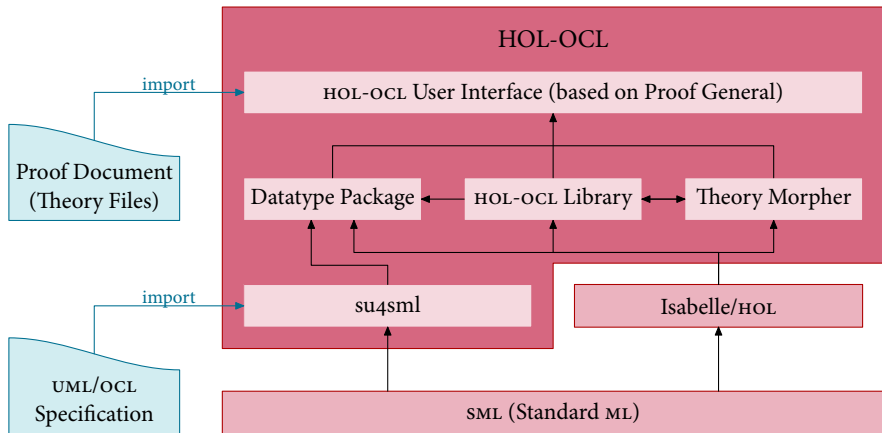 HOL-OCL
import
HOL-OCL User Interface (based on Proof General)
Proof Document
(Theory Files)
Datatype Package
HOL-OCL Library
Theory Morpher
import
su4sml
Isabelle/HOL
UML/OCL
Specification
SML (Standard ML)